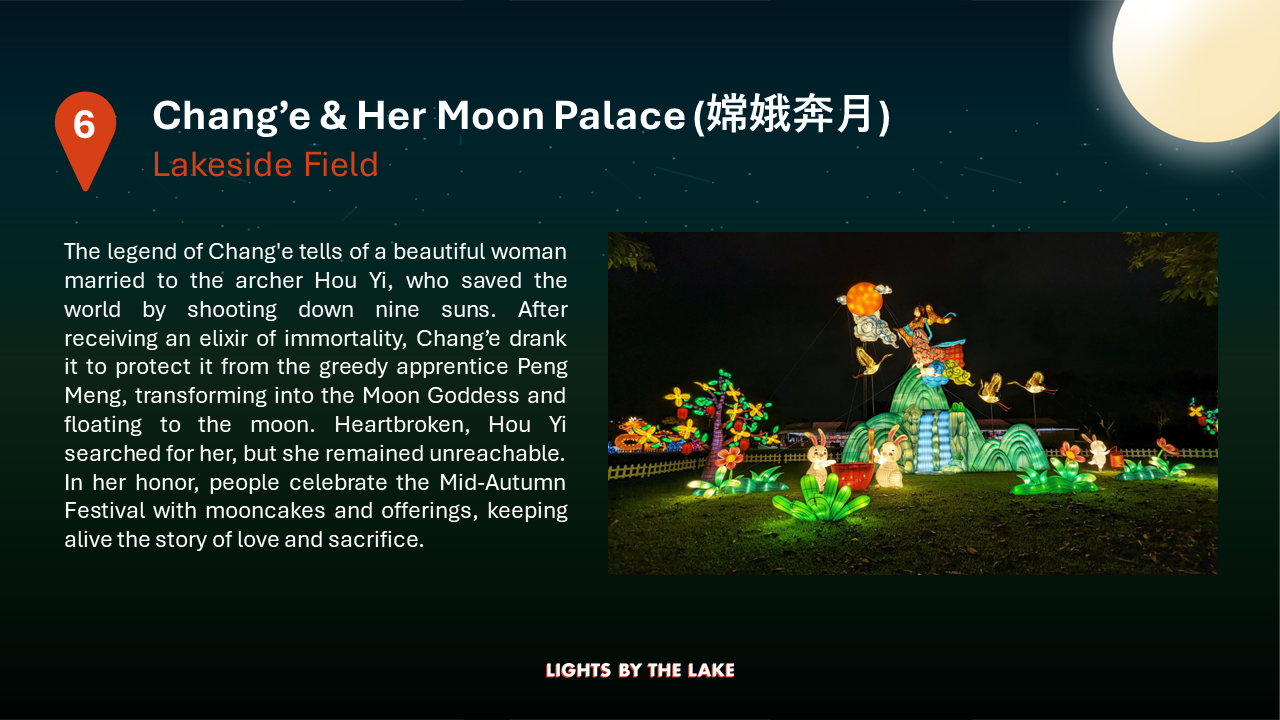 6
Chang’e & Her Moon Palace (嫦娥奔月)
Lakeside Field
The legend of Chang'e tells of a beautiful woman
married to the archer Hou Yi, who saved the
world by shooting down nine suns. After
receiving an elixir of immortality, Chang’e drank
it to protect it from the greedy apprentice Peng
Meng, transforming into the Moon Goddess and
floating to the moon. Heartbroken, Hou Yi
searched for her, but she remained unreachable.
In her honor, people celebrate the Mid-Autumn
Festival with mooncakes and offerings, keeping
alive the story of love and sacrifice.
LIGHTS BY THE LAKE